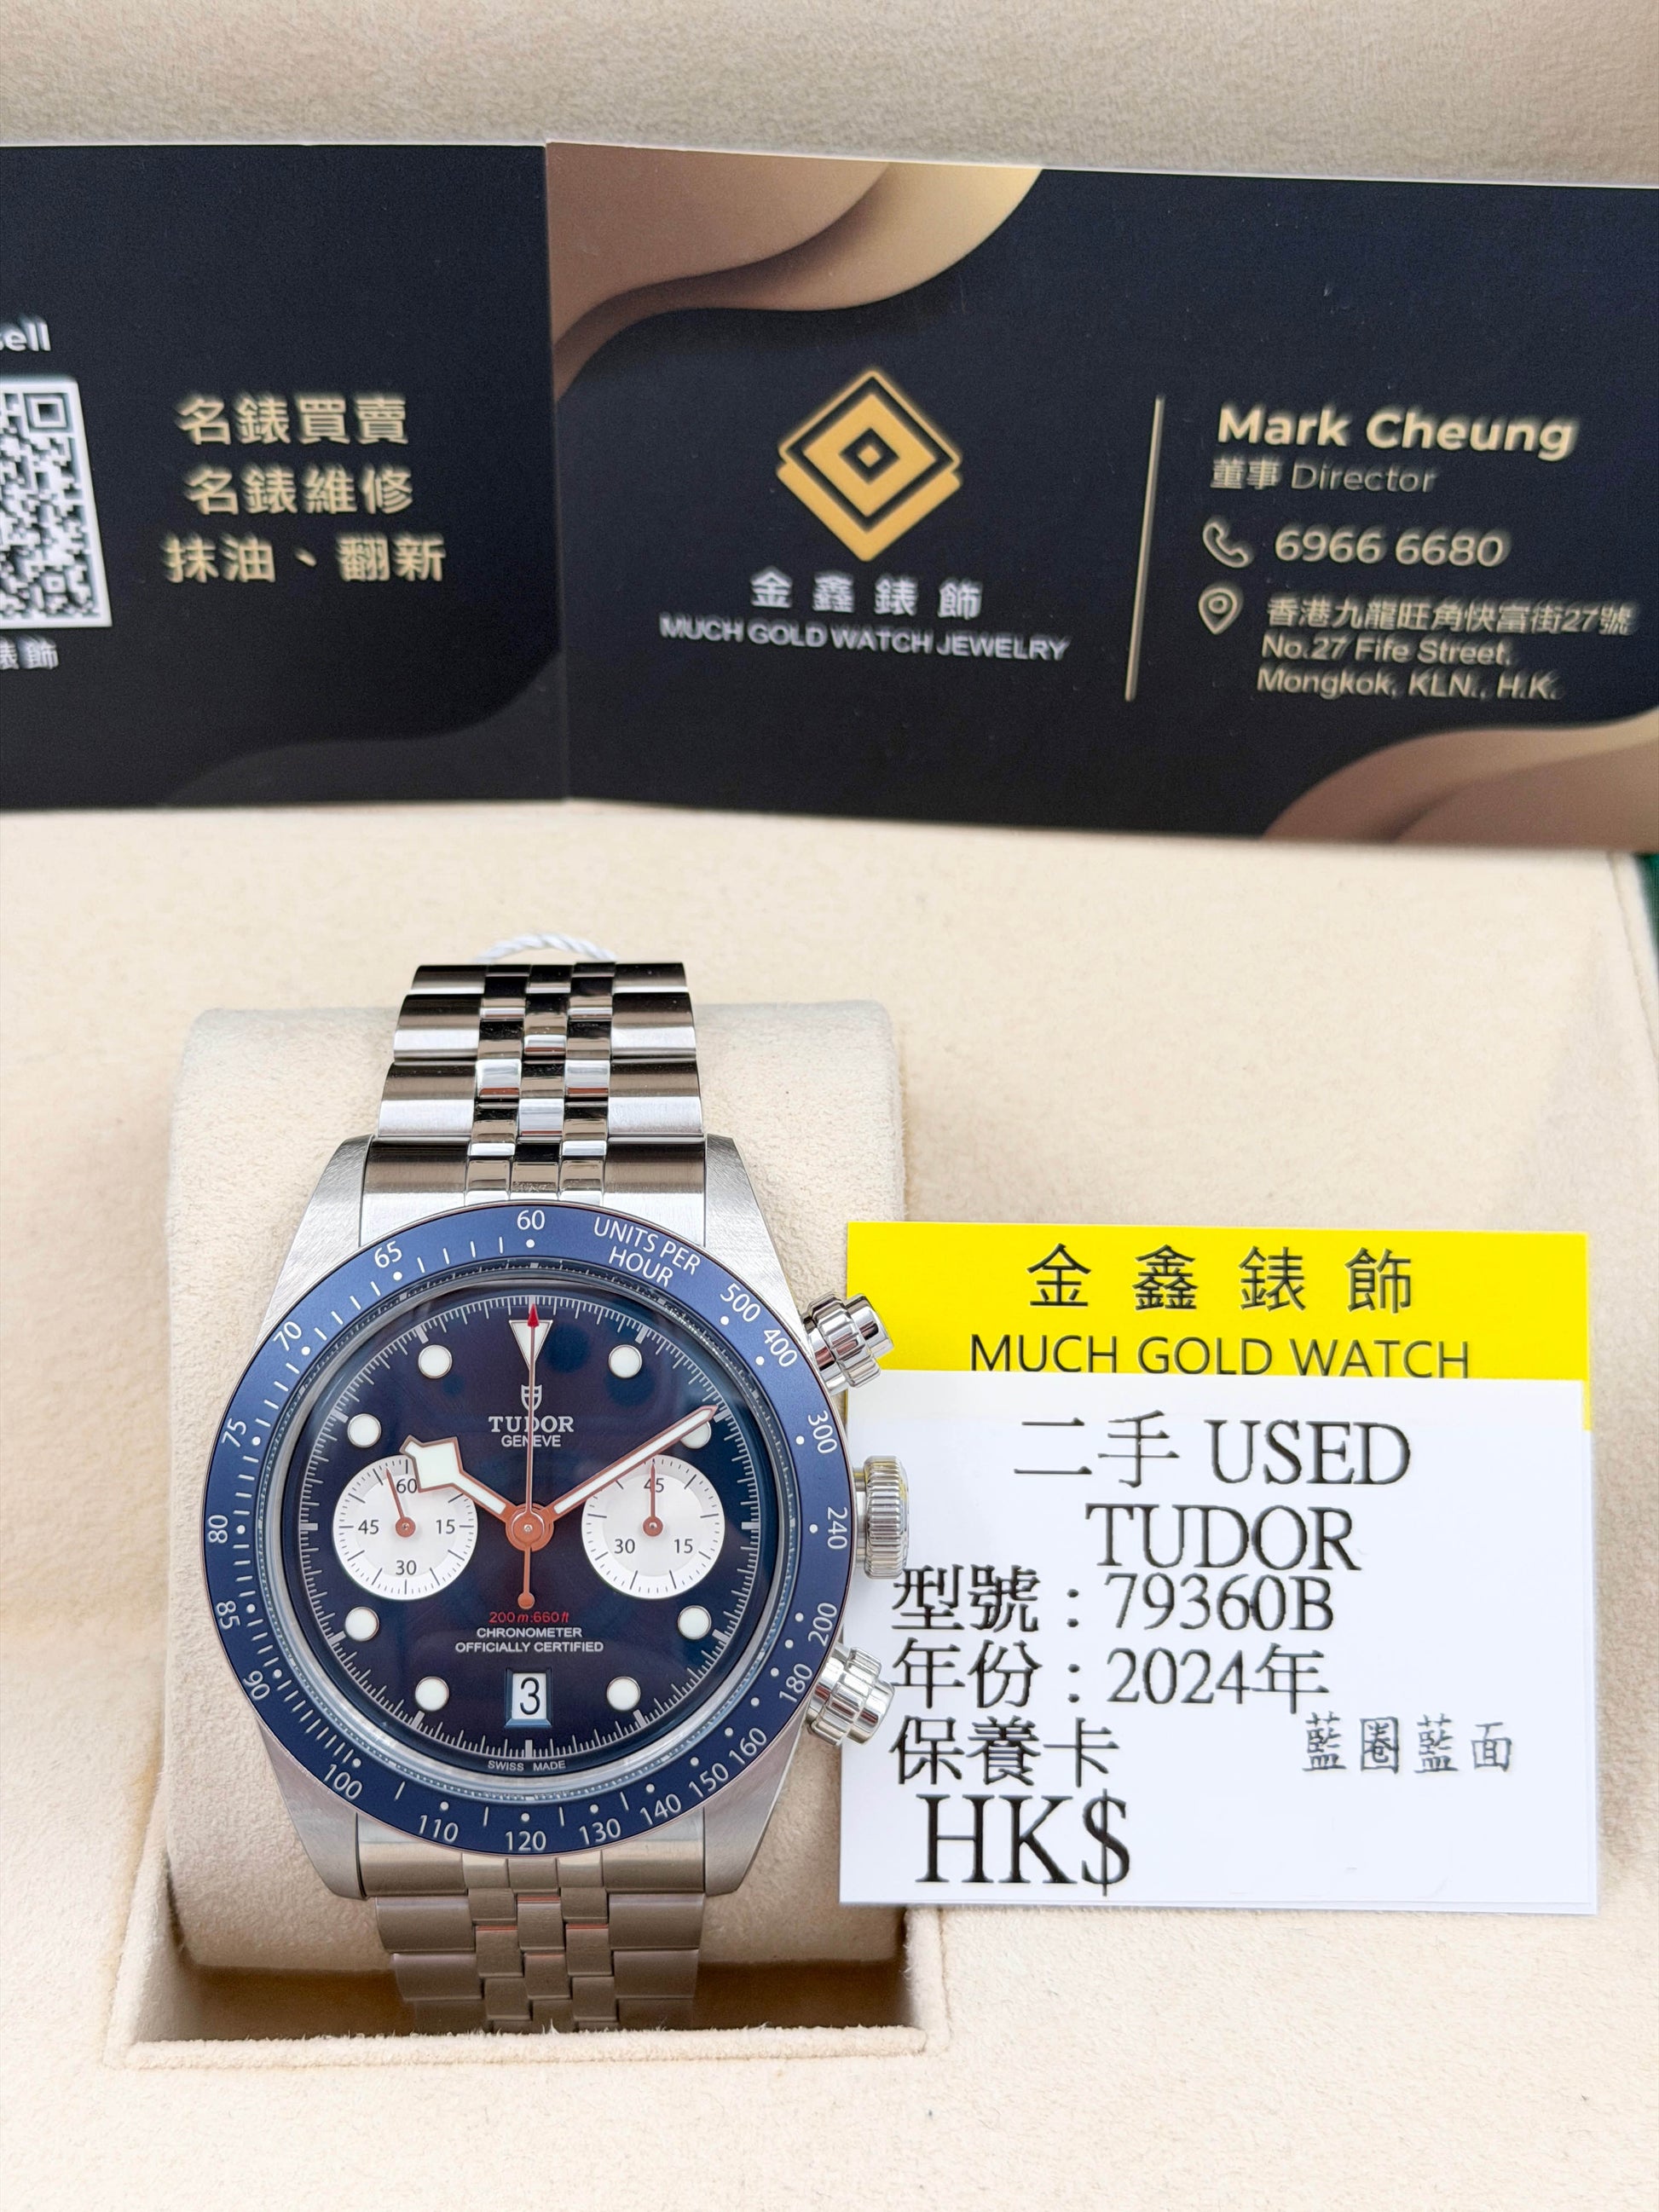 ell
名錶買賣
名錶維修
抹油、翻新
錶飾
金鑫錶飾
MUCH GOLD WATCH JEWELRY
Mark Cheung
董事 Director
6966 6680
香港九龍旺角快富街27號
No.27 Fife Street,
Mongkok, KLN., H.K.
60
UNITS PER
HOUR
500
400
300
240
200
180
160
150
140
130
120
110
100
90
85
80
75
70
65
TUDOR
GENEVE
60
45 15
30
45
30 15
200m:660ft
CHRONOMETER
OFFICIALLY CERTIFIED
3
SWISS MADE
金鑫錶飾
MUCH GOLD WATCH
二手 USED
TUDOR
型號：79360B
年份：2024年
保養卡 藍圈藍面
HK$